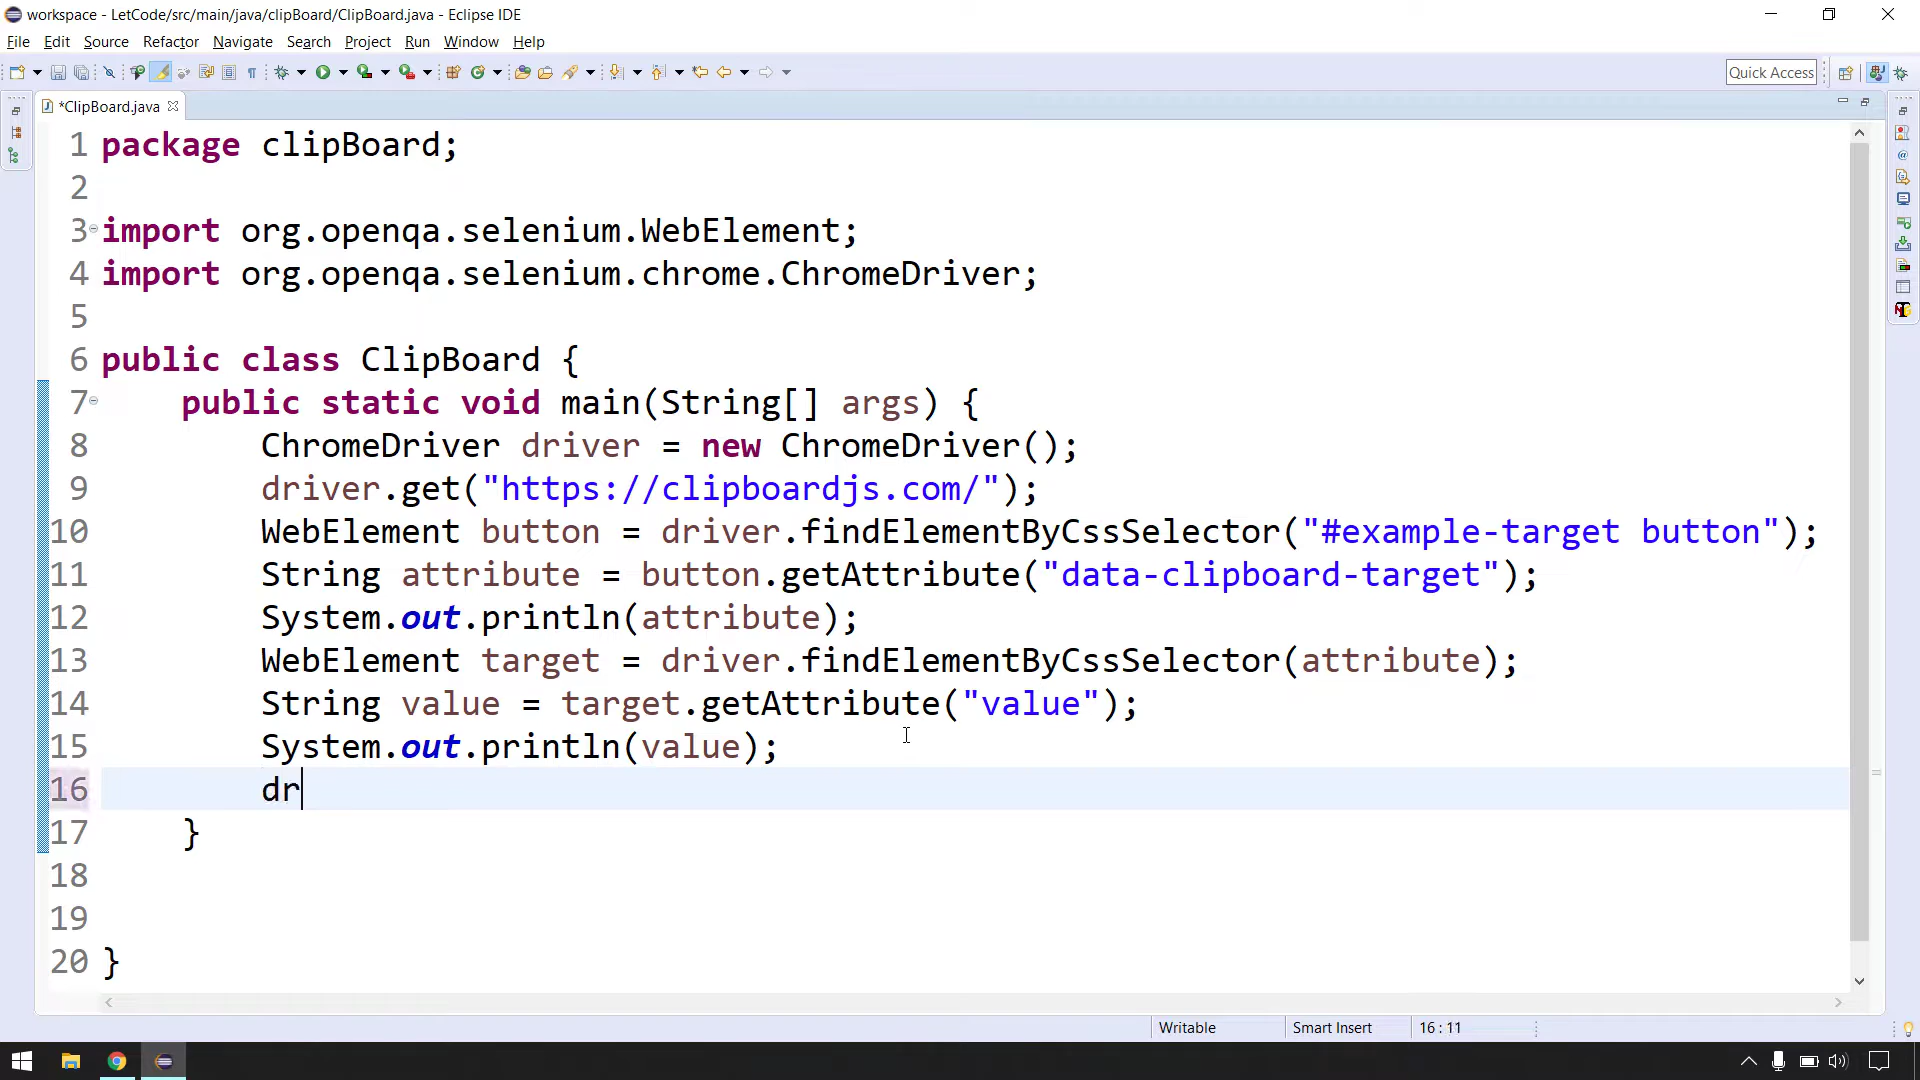 workspace - LetCode/src/main/java/clipBoard/ClipBoard.java - Eclipse IDE
File Edit Source Refactor Navigate Search Project Run Window Help
Quick Access
*ClipBoard.java
1 package clipBoard;
2
3 import org.openqa.selenium.WebElement;
4 import org.openqa.selenium.chrome.ChromeDriver;
5
6 public class ClipBoard {
7 public static void main(String[] args) {
8 ChromeDriver driver = new ChromeDriver();
9 driver.get("https://clipboardjs.com/");
10 WebElement button = driver.findElementByCssSelector("#example-target button");
11 String attribute = button.getAttribute("data-clipboard-target");
12 System.out.println(attribute);
13 WebElement target = driver.findElementByCssSelector(attribute);
14 String value = target.getAttribute("value");
15 System.out.println(value);
16 dr
17 }
18
19
20 }
Writable Smart Insert 16 : 11